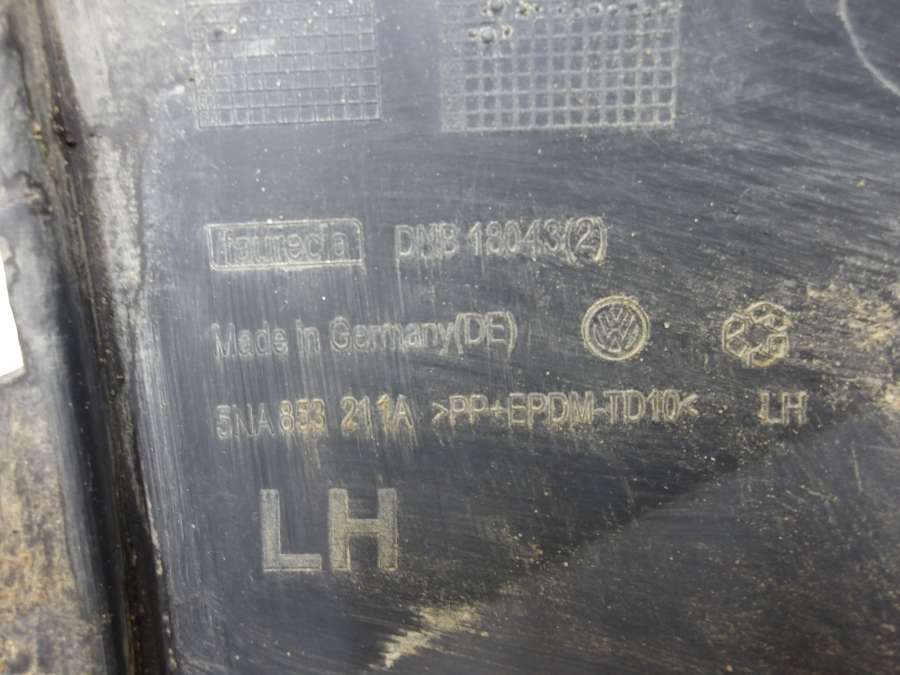 faurecia DMB 18043(2)
Made in Germany(DE)
5NA 853 211A >PP+EPDM-TD10< LH
LH